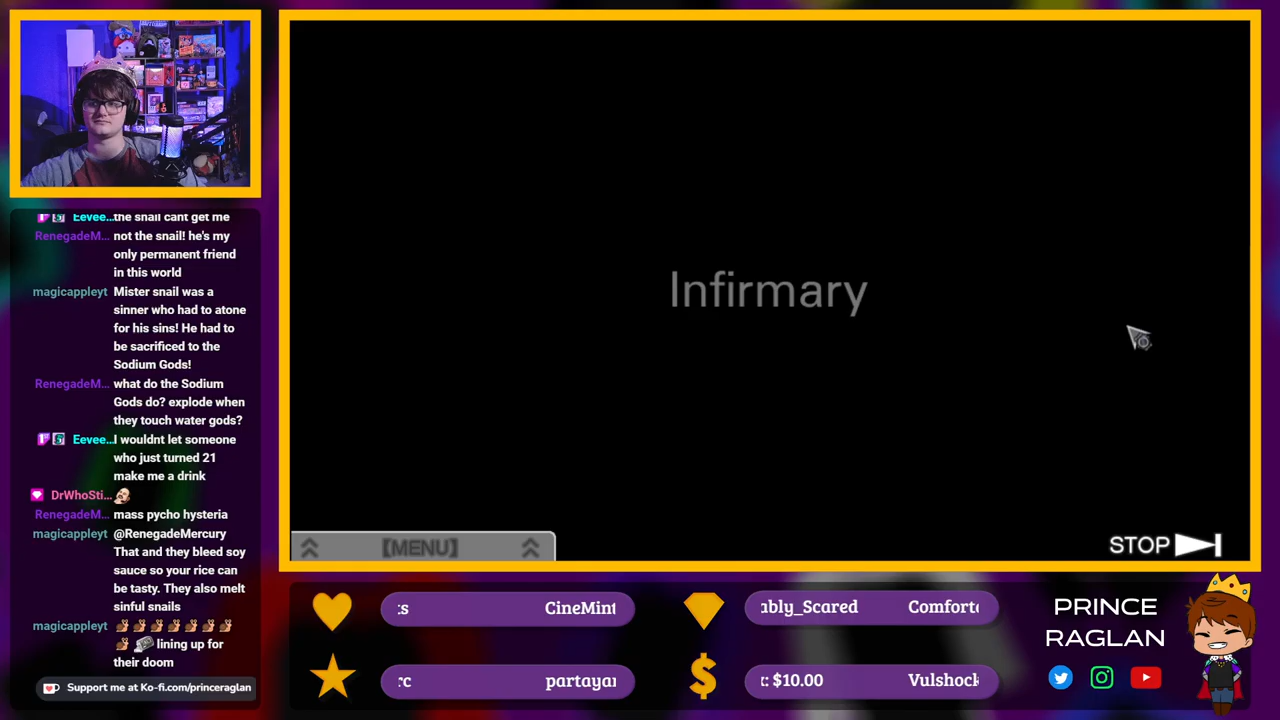 Eevee... the snail cant get me
RenegadeM... not the snail! he's my
only permanent friend
in this world
magicappleyt Mister snail was a
sinner who had to atone
for his sins! He had to
be sacrificed to the
Sodium Gods!
RenegadeM... what do the Sodium
Gods do? explode when
they touch water gods?
Eevee... I wouldnt let someone
who just turned 21
make me a drink
DrWhoSti...
RenegadeM... mass pycho hysteria
magicappleyt @RenegadeMercury
That and they bleed soy
sauce so your rice can
be tasty. They also melt
sinful snails
magicappleyt lining up for
their doom
Support me at Ko-fi.com/princeraglan
Infirmary
[MENU]
STOP
CineMint
ably_Scared Comforta
partayar
: $10.00 Vulshock
PRINCE
RAGLAN